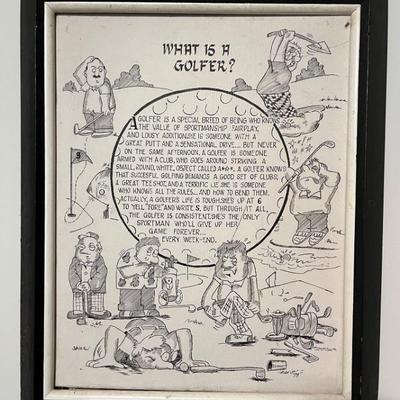 WHAT IS A
GOLFER?
A GOLFER IS A SPECIAL BREED OF BEING WHO KNOWS
THE VALUE OF SPORTMANSHIP FAIRPLAY,
AND LOUSY ADDITION. HE IS SOMEONE WITH A
GREAT PUTT AND A SENSATIONAL DRIVE... BUT NEVER
ON THE SAME AFTERNOON. A GOLFER IS SOMEONE
ARMED WITH A CLUB, WHO GOES AROUND STRIKING A
SMALL, ROUND, WHITE, OBJECT CALLED A*@*. A GOLFER KNOWS
THAT SUCCESFUL GOLFING DEMANDS A GOOD SET OF CLUBS,
A GREAT TEE SHOT, AND A TERRIFIC LIE. SHE IS SOMEONE
WHO KNOWS ALL THE RULES... AND HOW TO BEND THEM.
ACTUALLY, A GOLFERS LIFE IS TOUGH. SHE'S UP AT 6
TO YELL "FORE" AND WRITE 5, BUT THROUGH IT ALL
THE GOLFER IS CONSISTENT. SHE'S THE ONLY
SPORTMAN WHO'LL GIVE UP HER
GAME FOREVER...
EVERY WEEK-END.
9